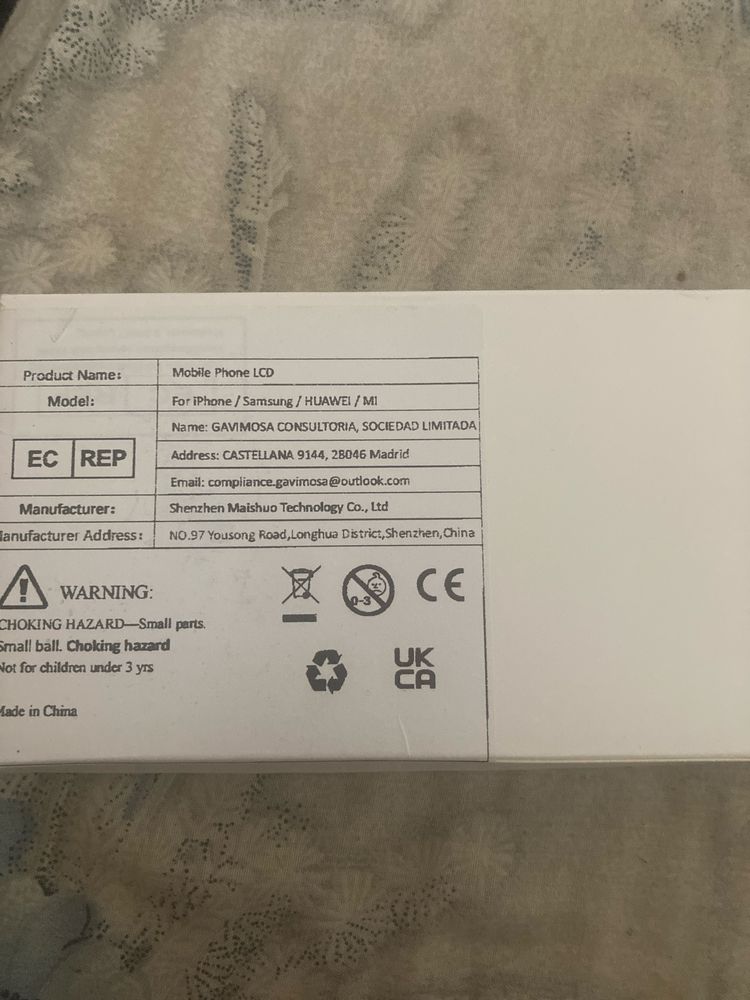 Product Name: Mobile Phone LCD
Model: For iPhone / Samsung / HUAWEI / MI
EC REP
Name: GAVIMOSA CONSULTORIA, SOCIEDAD LIMITADA
Address: CASTELLANA 9144, 28046 Madrid
Email: compliance.gavimosa@outlook.com
Manufacturer: Shenzhen Maishuo Technology Co., Ltd
Manufacturer Address: NO.97 Yousong Road,Longhua District,Shenzhen,China
WARNING:
CHOKING HAZARD—Small parts.
Small ball. Choking hazard
Not for children under 3 yrs
Made in China
0-3
CE
UK
CA